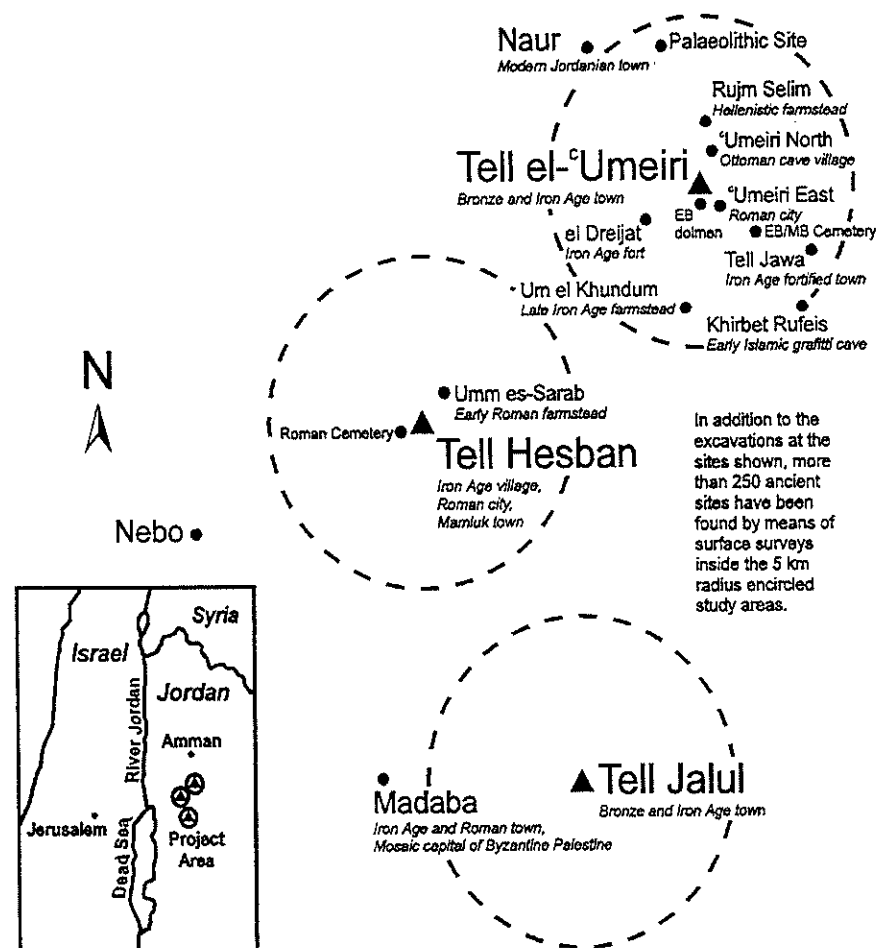 Naur
Modern Jordanian town
Palaeolithic Site
Rujm Selim
Hellenistic farmstead
ʿUmeiri North
Ottoman cave village
Tell el-ʿUmeiri
Bronze and Iron Age town
ʿUmeiri East
Roman city
EB
dolmen
EB/MB Cemetery
el Dreijat
Iron Age fort
Tell Jawa
Iron Age fortified town
Um el Khundum
Late Iron Age farmstead
Khirbet Rufeis
Early Islamic grafitti cave
N
Umm es-Sarab
Early Roman farmstead
Roman Cemetery
Tell Hesban
Iron Age village,
Roman city,
Mamluk town
In addition to the
excavations at the
sites shown, more
than 250 ancient
sites have been
found by means of
surface surveys
inside the 5 km
radius encircled
study areas.
Nebo
Syria
Israel
Jordan
River Jordan
Amman
Jerusalem
Dead Sea
Project
Area
Tell Jalul
Bronze and Iron Age town
Madaba
Iron Age and Roman town,
Mosaic capital of Byzantine Palestine